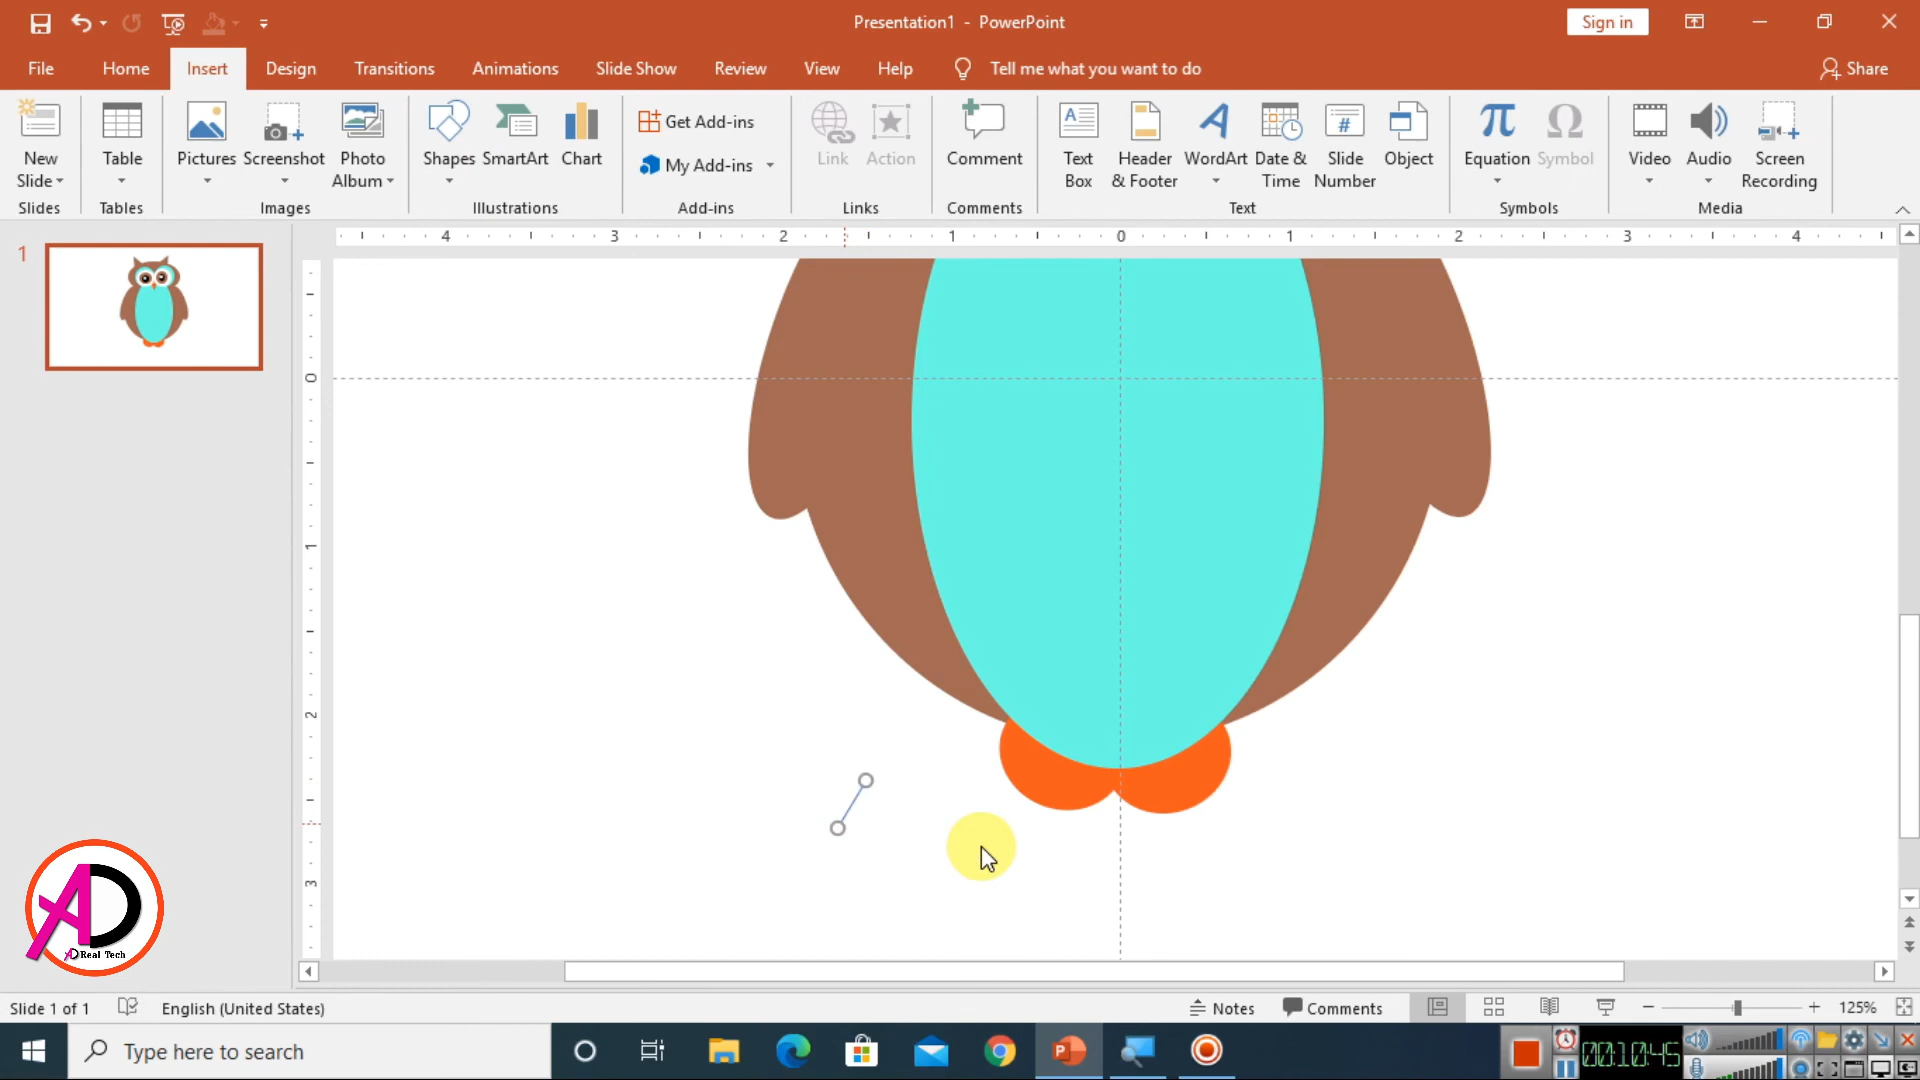 Presentation1 - PowerPoint
Sign in
File Home Insert Design Transitions Animations Slide Show Review View Help Tell me what you want to do Share
New Slide Table Pictures Screenshot Photo Album Shapes SmartArt Chart Get Add-ins My Add-ins Link Action Comment Text Box Header & Footer WordArt Date & Time Slide Number Object Equation Symbol Video Audio Screen Recording
Slides Tables Images Illustrations Add-ins Links Comments Text Symbols Media
4 3 2 1 0 1 2 3 4
1
0
1
2
3
AD
AD Real Tech
Slide 1 of 1 English (United States) Notes Comments 125%
Type here to search
00:10:45